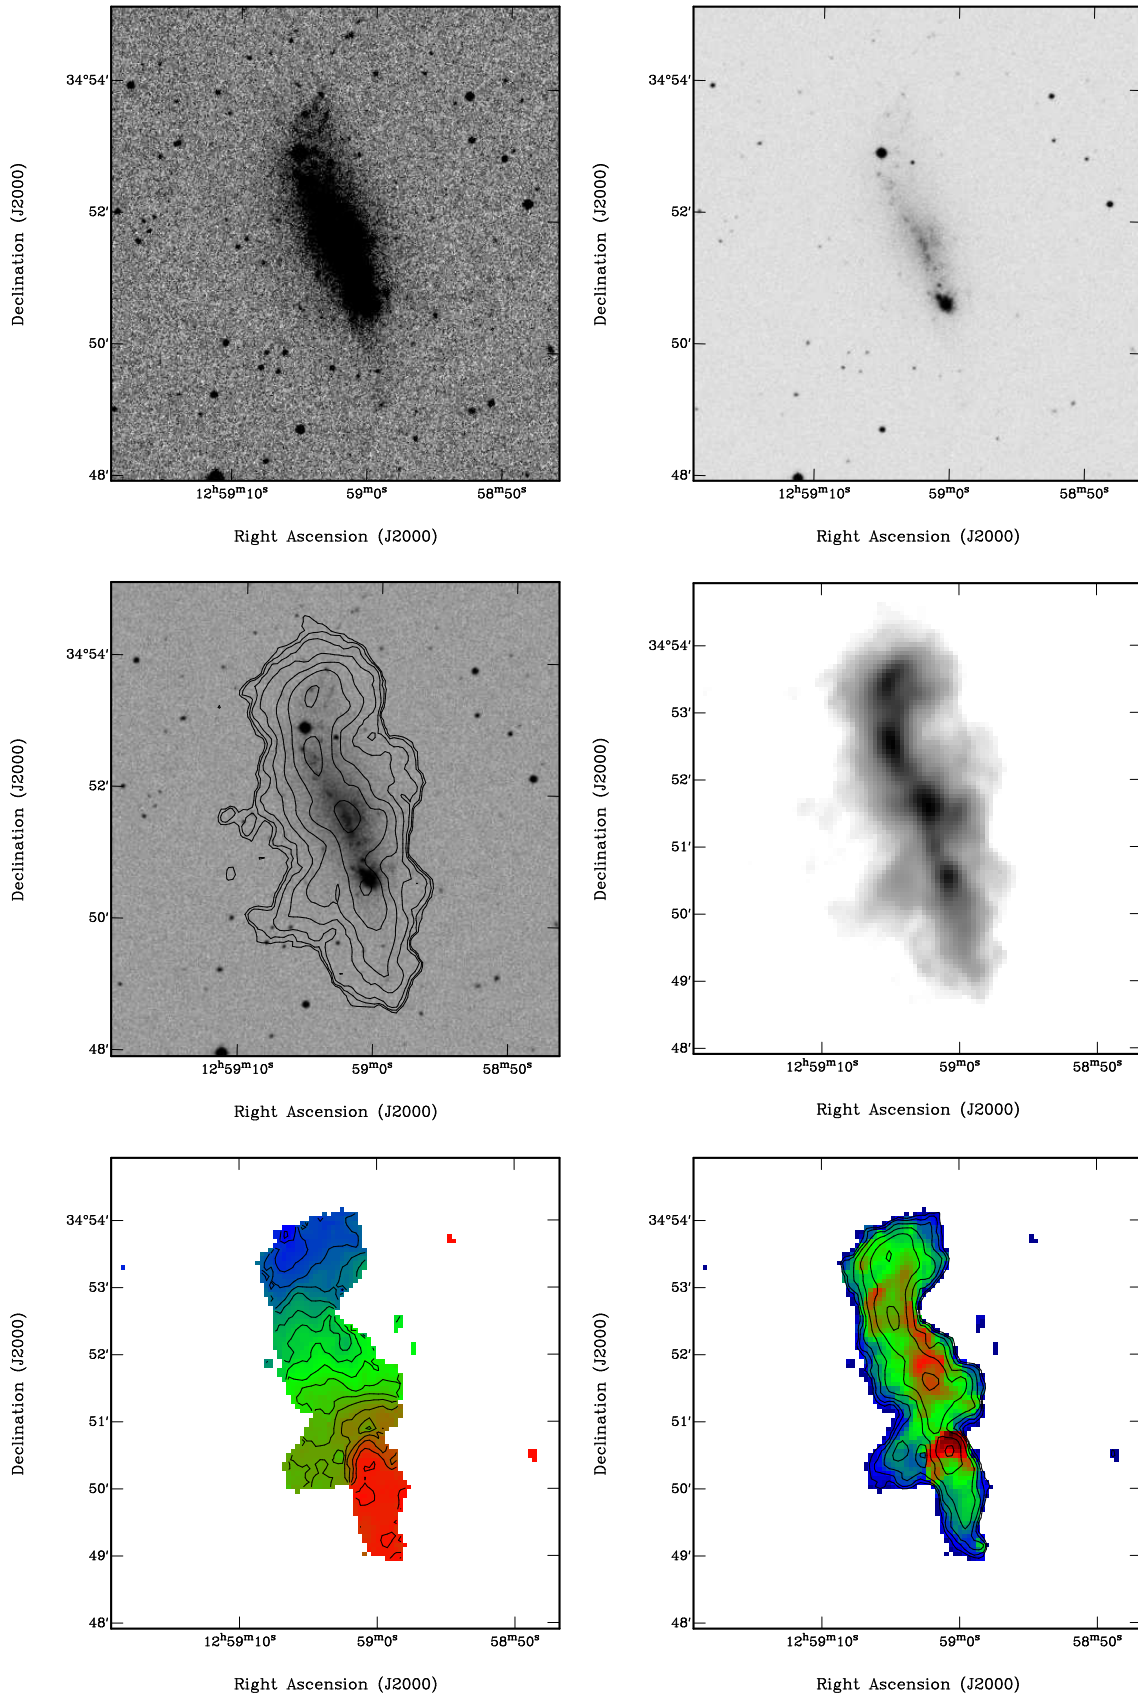 34°54′
52′
50′
48′
12ʰ59ᵐ10ˢ
59ᵐ0ˢ
58ᵐ50ˢ
Right Ascension (J2000)
Declination (J2000)
34°54′
52′
50′
48′
12ʰ59ᵐ10ˢ
59ᵐ0ˢ
58ᵐ50ˢ
Right Ascension (J2000)
Declination (J2000)
34°54′
52′
50′
48′
12ʰ59ᵐ10ˢ
59ᵐ0ˢ
58ᵐ50ˢ
Right Ascension (J2000)
Declination (J2000)
34°54′
53′
52′
51′
50′
49′
48′
12ʰ59ᵐ10ˢ
59ᵐ0ˢ
58ᵐ50ˢ
Right Ascension (J2000)
Declination (J2000)
34°54′
53′
52′
51′
50′
49′
48′
12ʰ59ᵐ10ˢ
59ᵐ0ˢ
58ᵐ50ˢ
Right Ascension (J2000)
Declination (J2000)
34°54′
53′
52′
51′
50′
49′
48′
12ʰ59ᵐ10ˢ
59ᵐ0ˢ
58ᵐ50ˢ
Right Ascension (J2000)
Declination (J2000)